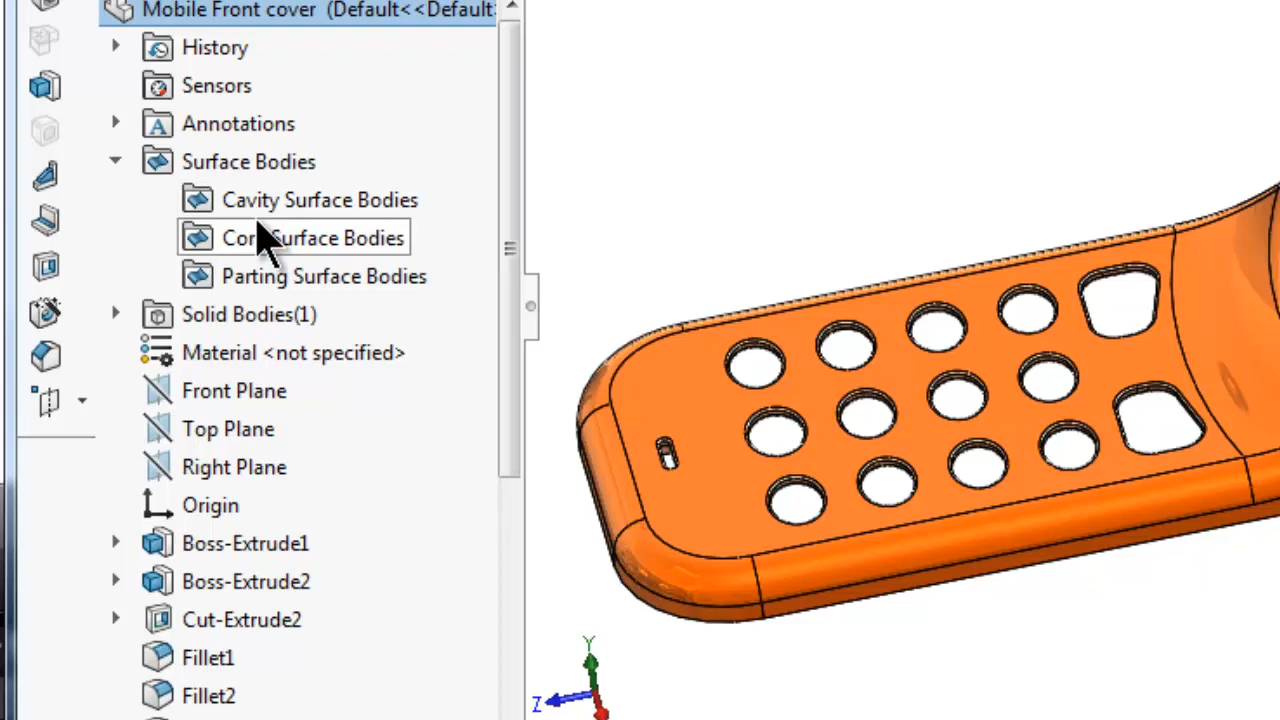 Mobile Front cover (Default<<Default
History
Sensors
Annotations
Surface Bodies
Cavity Surface Bodies
Surface Bodies
Parting Surface Bodies
Solid Bodies(1)
Material <not specified>
Front Plane
Top Plane
Right Plane
Origin
Boss-Extrude1
Boss-Extrude2
Cut-Extrude2
Fillet1
Fillet2
Y
Z